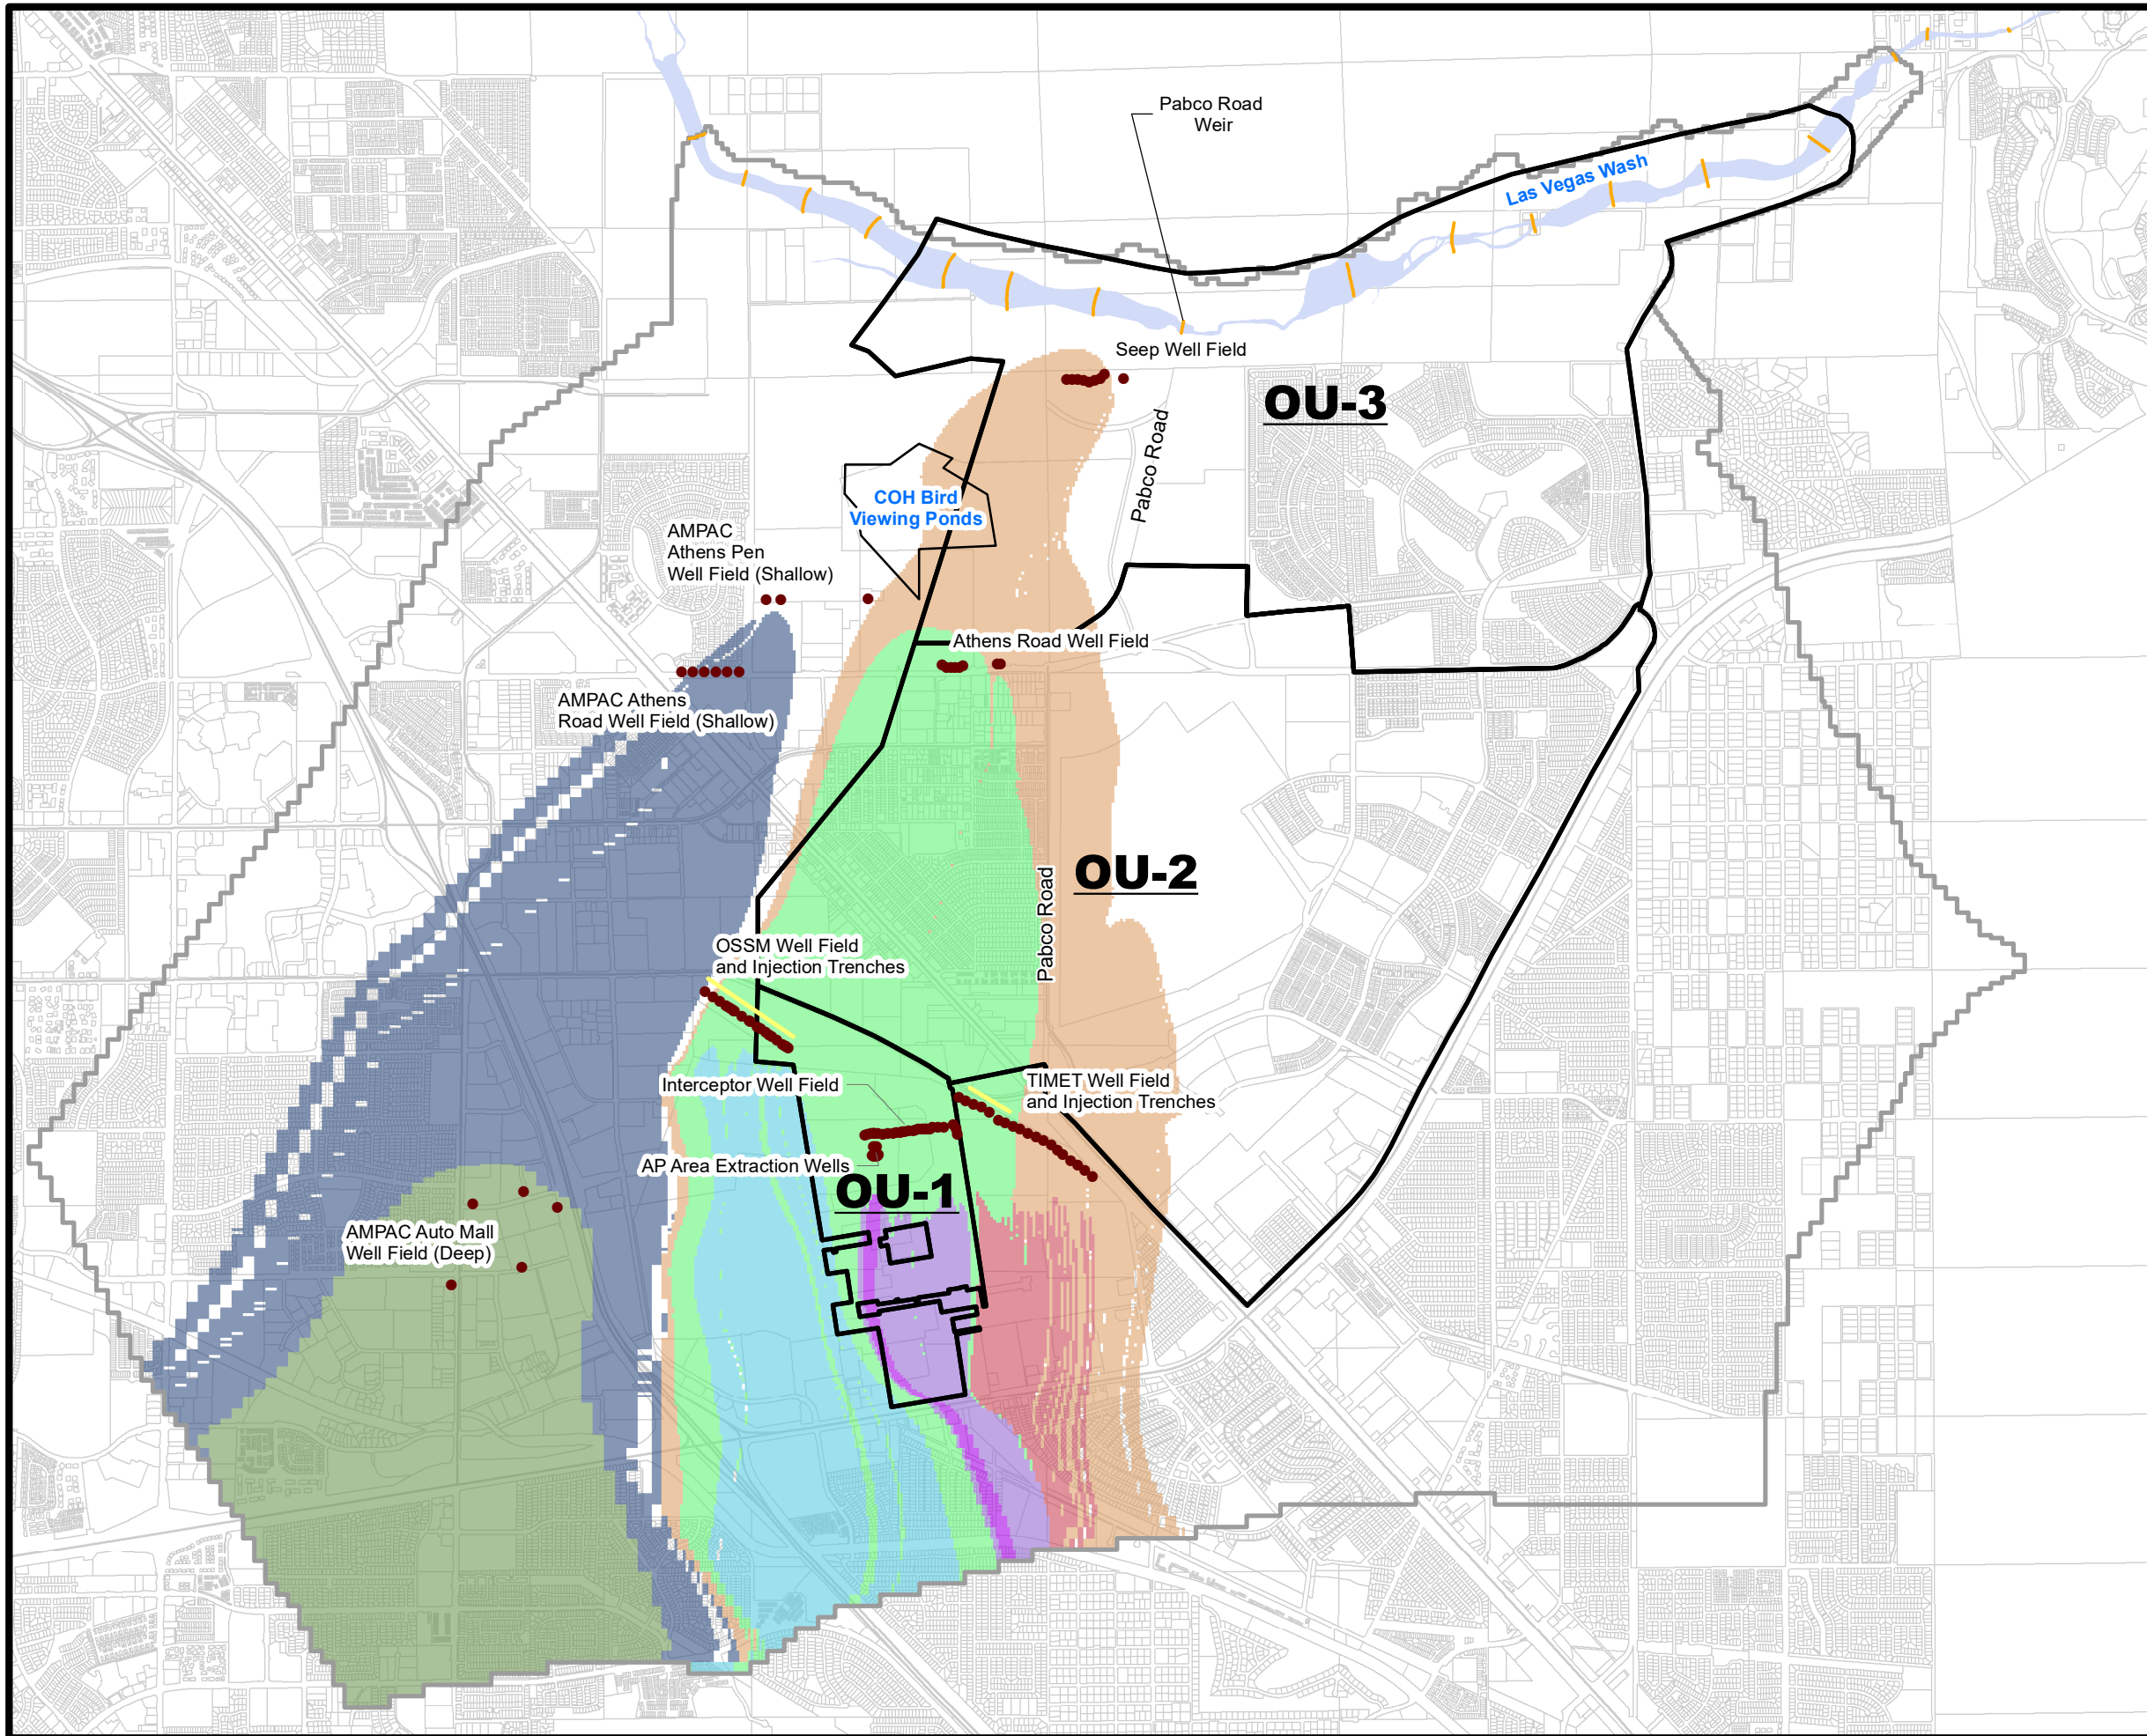 Pabco Road
Weir
Las Vegas Wash
Seep Well Field
OU-3
Pabco Road
COH Bird
Viewing Ponds
AMPAC
Athens Pen
Well Field (Shallow)
Athens Road Well Field
AMPAC Athens
Road Well Field (Shallow)
OU-2
Pabco Road
OSSM Well Field
and Injection Trenches
Interceptor Well Field
TIMET Well Field
and Injection Trenches
AP Area Extraction Wells
OU-1
AMPAC Auto Mall
Well Field (Deep)